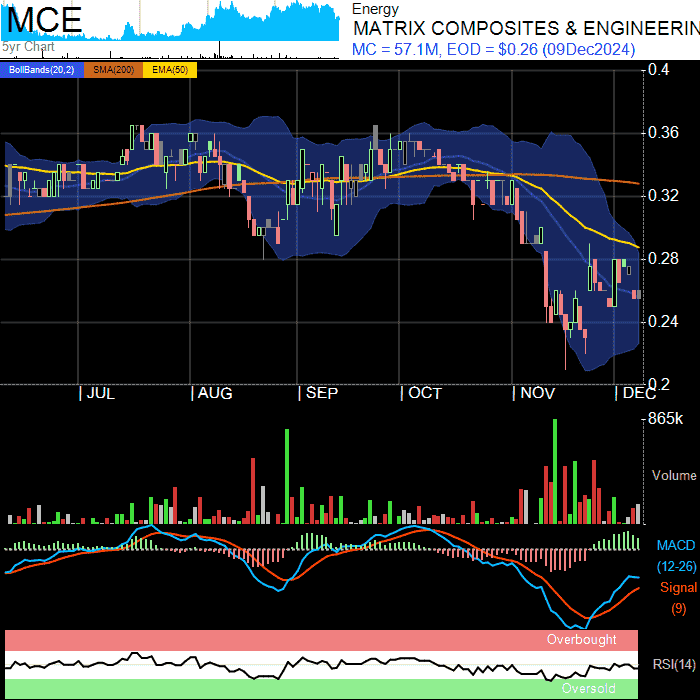 MCE
5yr Chart
Energy
MATRIX COMPOSITES & ENGINEERIN
MC = 57.1M, EOD = $0.26 (09Dec2024)
BollBands(20,2) SMA(200) EMA(50)
0.4
0.36
0.32
0.28
0.24
0.2
JUL AUG SEP OCT NOV DEC
865k
Volume
MACD
(12-26)
Signal
(9)
Overbought
RSI(14)
Oversold